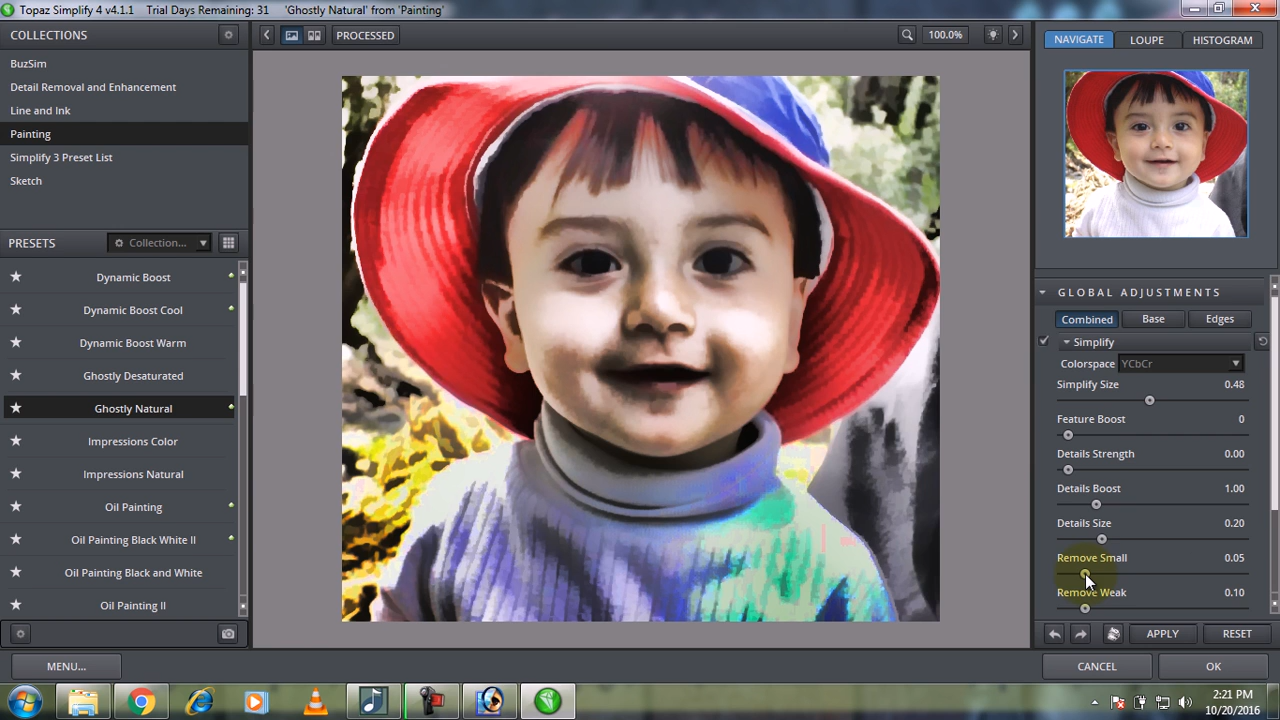 Topaz Simplify 4 v4.1.1 Trial Days Remaining: 31 'Ghostly Natural' from 'Painting'
COLLECTIONS
BuzSim
Detail Removal and Enhancement
Line and Ink
Painting
Simplify 3 Preset List
Sketch
PRESETS
Collection...
Dynamic Boost
Dynamic Boost Cool
Dynamic Boost Warm
Ghostly Desaturated
Ghostly Natural
Impressions Color
Impressions Natural
Oil Painting
Oil Painting Black White II
Oil Painting Black and White
Oil Painting II
MENU...
PROCESSED
100.0%
NAVIGATE LOUPE HISTOGRAM
GLOBAL ADJUSTMENTS
Combined Base Edges
Simplify
Colorspace YCbCr
Simplify Size 0.48
Feature Boost 0
Details Strength 0.00
Details Boost 1.00
Details Size 0.20
Remove Small 0.05
Remove Weak 0.10
APPLY RESET
CANCEL OK
2:21 PM
10/20/2016